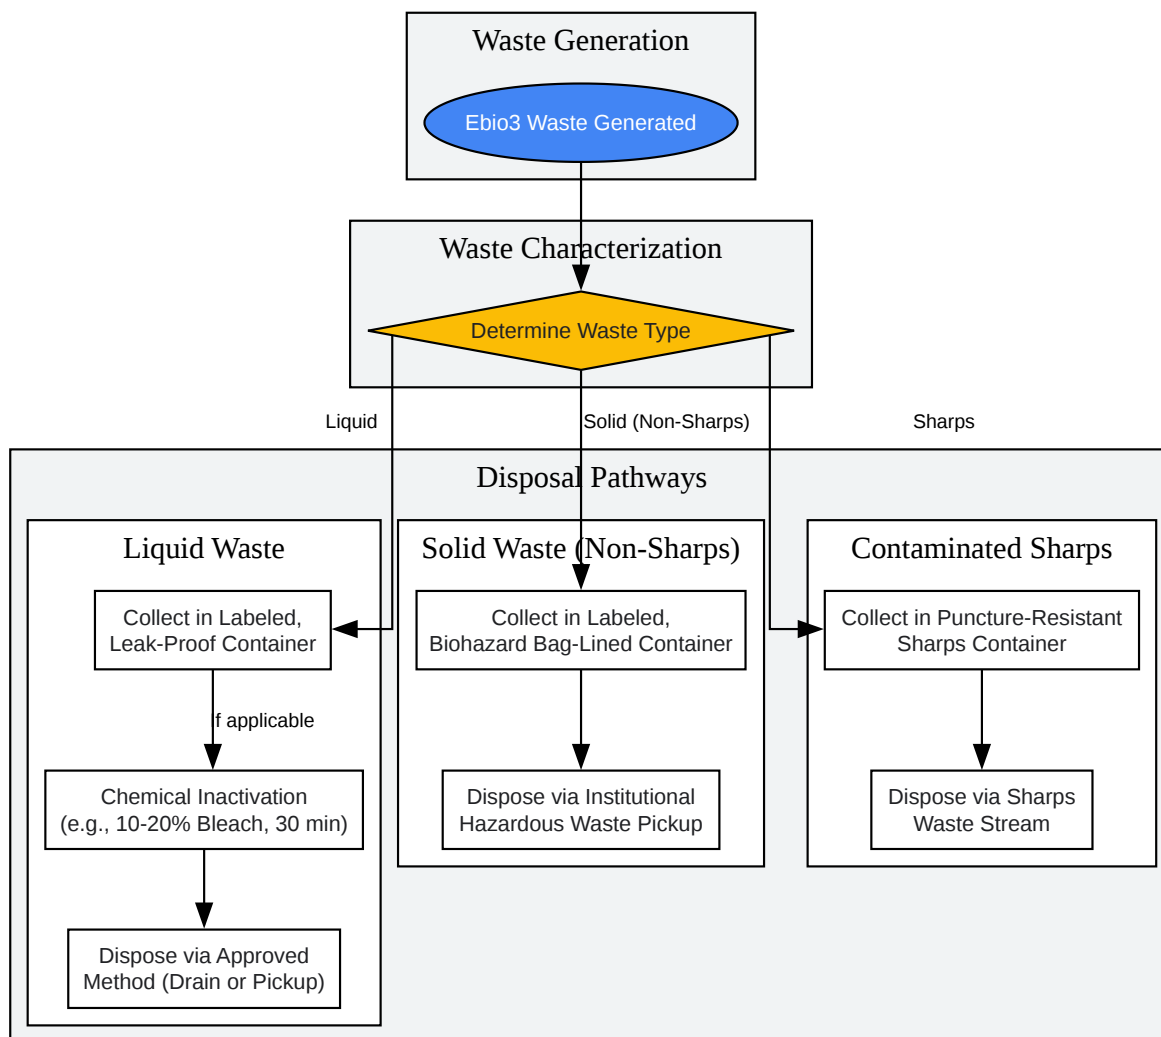 Waste Generation
Ebio3 Waste Generated
Waste Characterization
Determine Waste Type
Liquid
Solid (Non-Sharps)
Sharps
Disposal Pathways
Liquid Waste
Collect in Labeled,
Leak-Proof Container
If applicable
Chemical Inactivation
(e.g., 10-20% Bleach, 30 min)
Dispose via Approved
Method (Drain or Pickup)
Solid Waste (Non-Sharps)
Collect in Labeled,
Biohazard Bag-Lined Container
Dispose via Institutional
Hazardous Waste Pickup
Contaminated Sharps
Collect in Puncture-Resistant
Sharps Container
Dispose via Sharps
Waste Stream